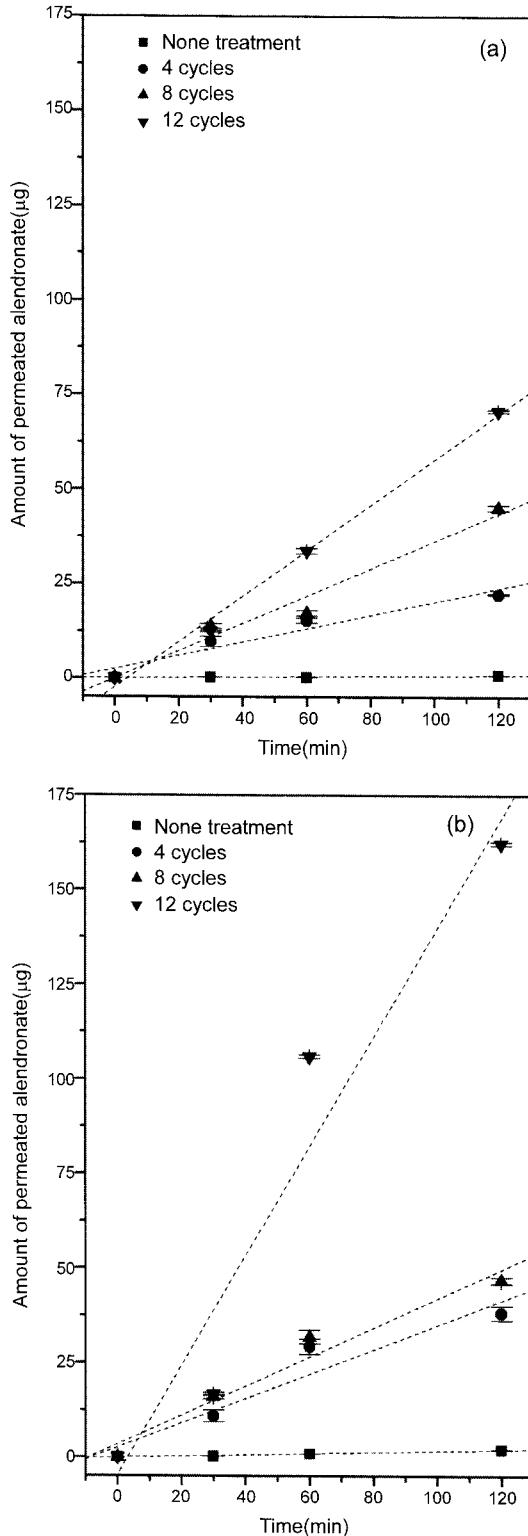 175
150
125
100
75
50
25
0
Amount of permeated alendronate(μg)
None treatment
4 cycles
8 cycles
12 cycles
(a)
0 20 40 60 80 100 120
Time(min)
175
150
125
100
75
50
25
0
Amount of permeated alendronate(μg)
None treatment
4 cycles
8 cycles
12 cycles
(b)
0 20 40 60 80 100 120
Time(min)